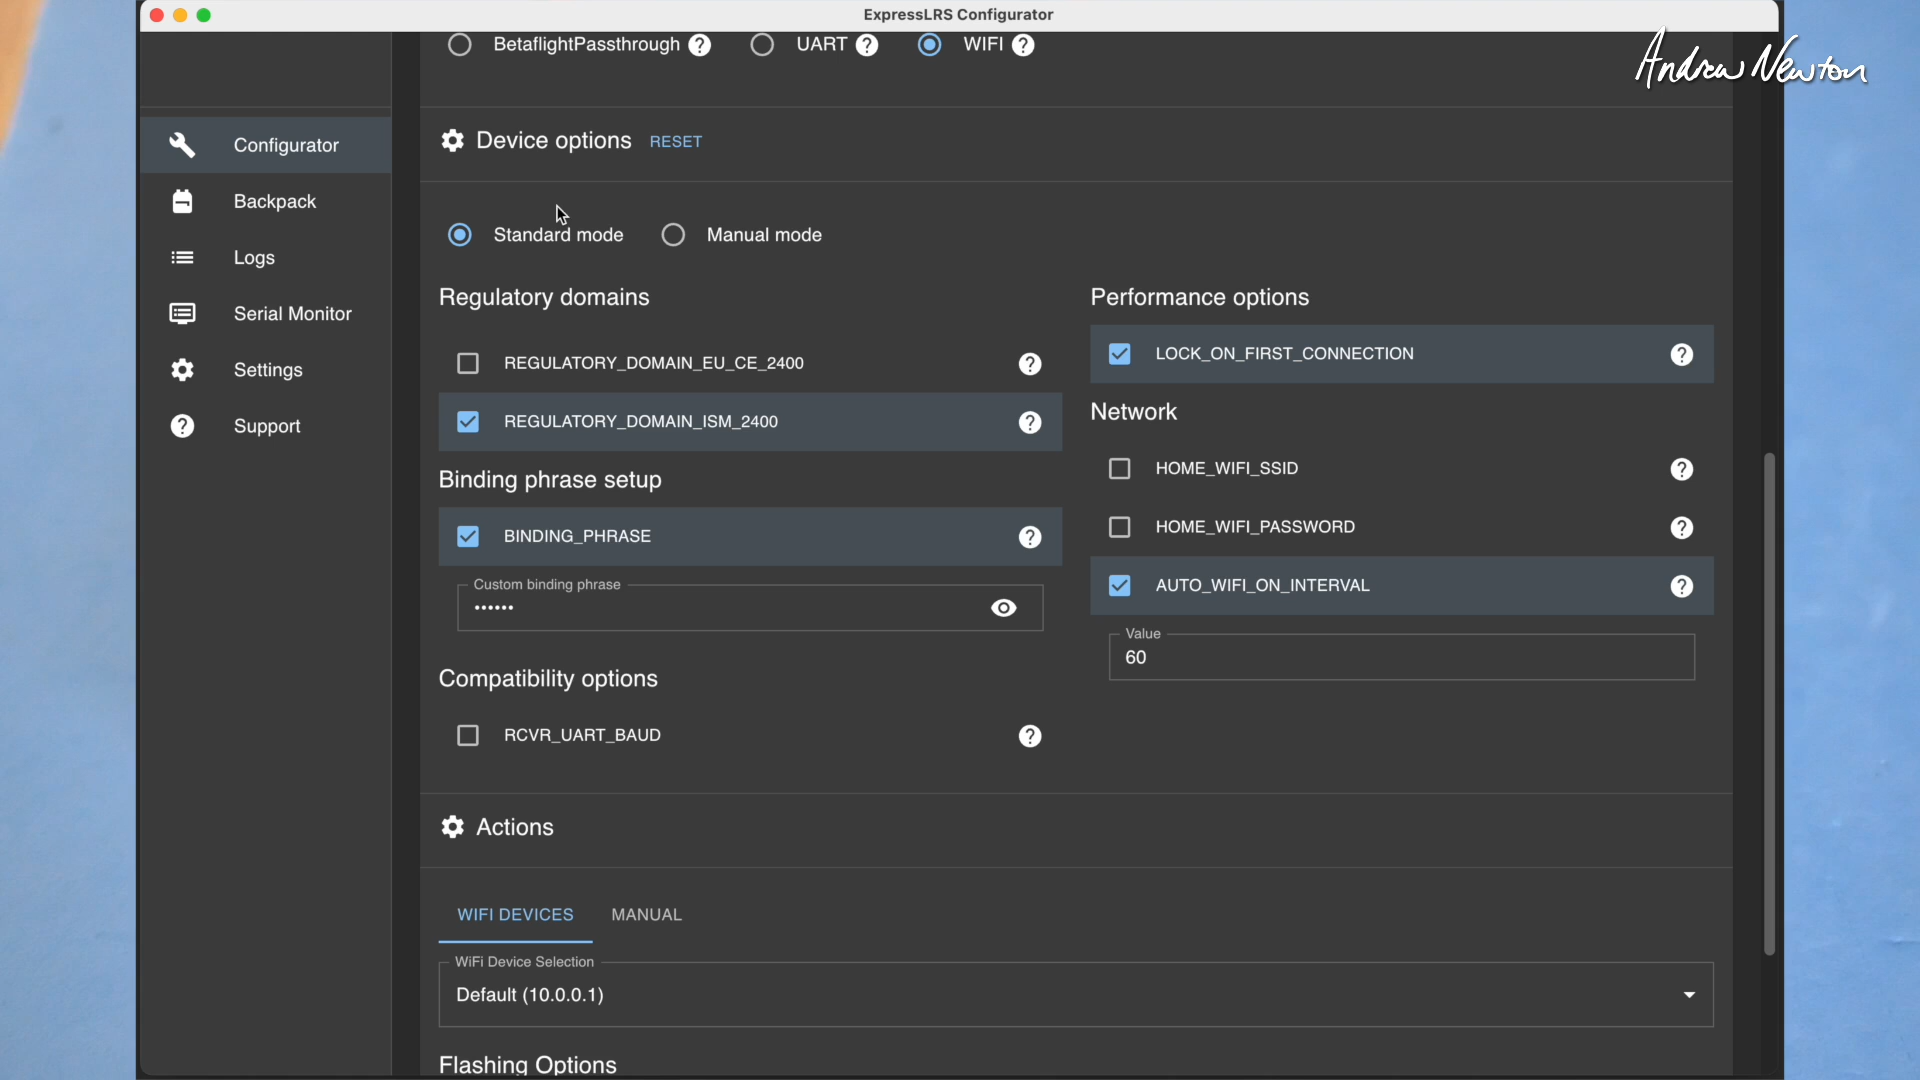 ExpressLRS Configurator
BetaflightPassthrough ? UART ? WIFI ?
Andrew Newton
Configurator
Backpack
Logs
Serial Monitor
Settings
Support
Device options RESET
Standard mode Manual mode
Regulatory domains
REGULATORY_DOMAIN_EU_CE_2400 ?
REGULATORY_DOMAIN_ISM_2400 ?
Binding phrase setup
BINDING_PHRASE ?
Custom binding phrase
••••••
Compatibility options
RCVR_UART_BAUD ?
Performance options
LOCK_ON_FIRST_CONNECTION ?
Network
HOME_WIFI_SSID ?
HOME_WIFI_PASSWORD ?
AUTO_WIFI_ON_INTERVAL ?
Value
60
Actions
WIFI DEVICES MANUAL
WiFi Device Selection
Default (10.0.0.1)
Flashing Options